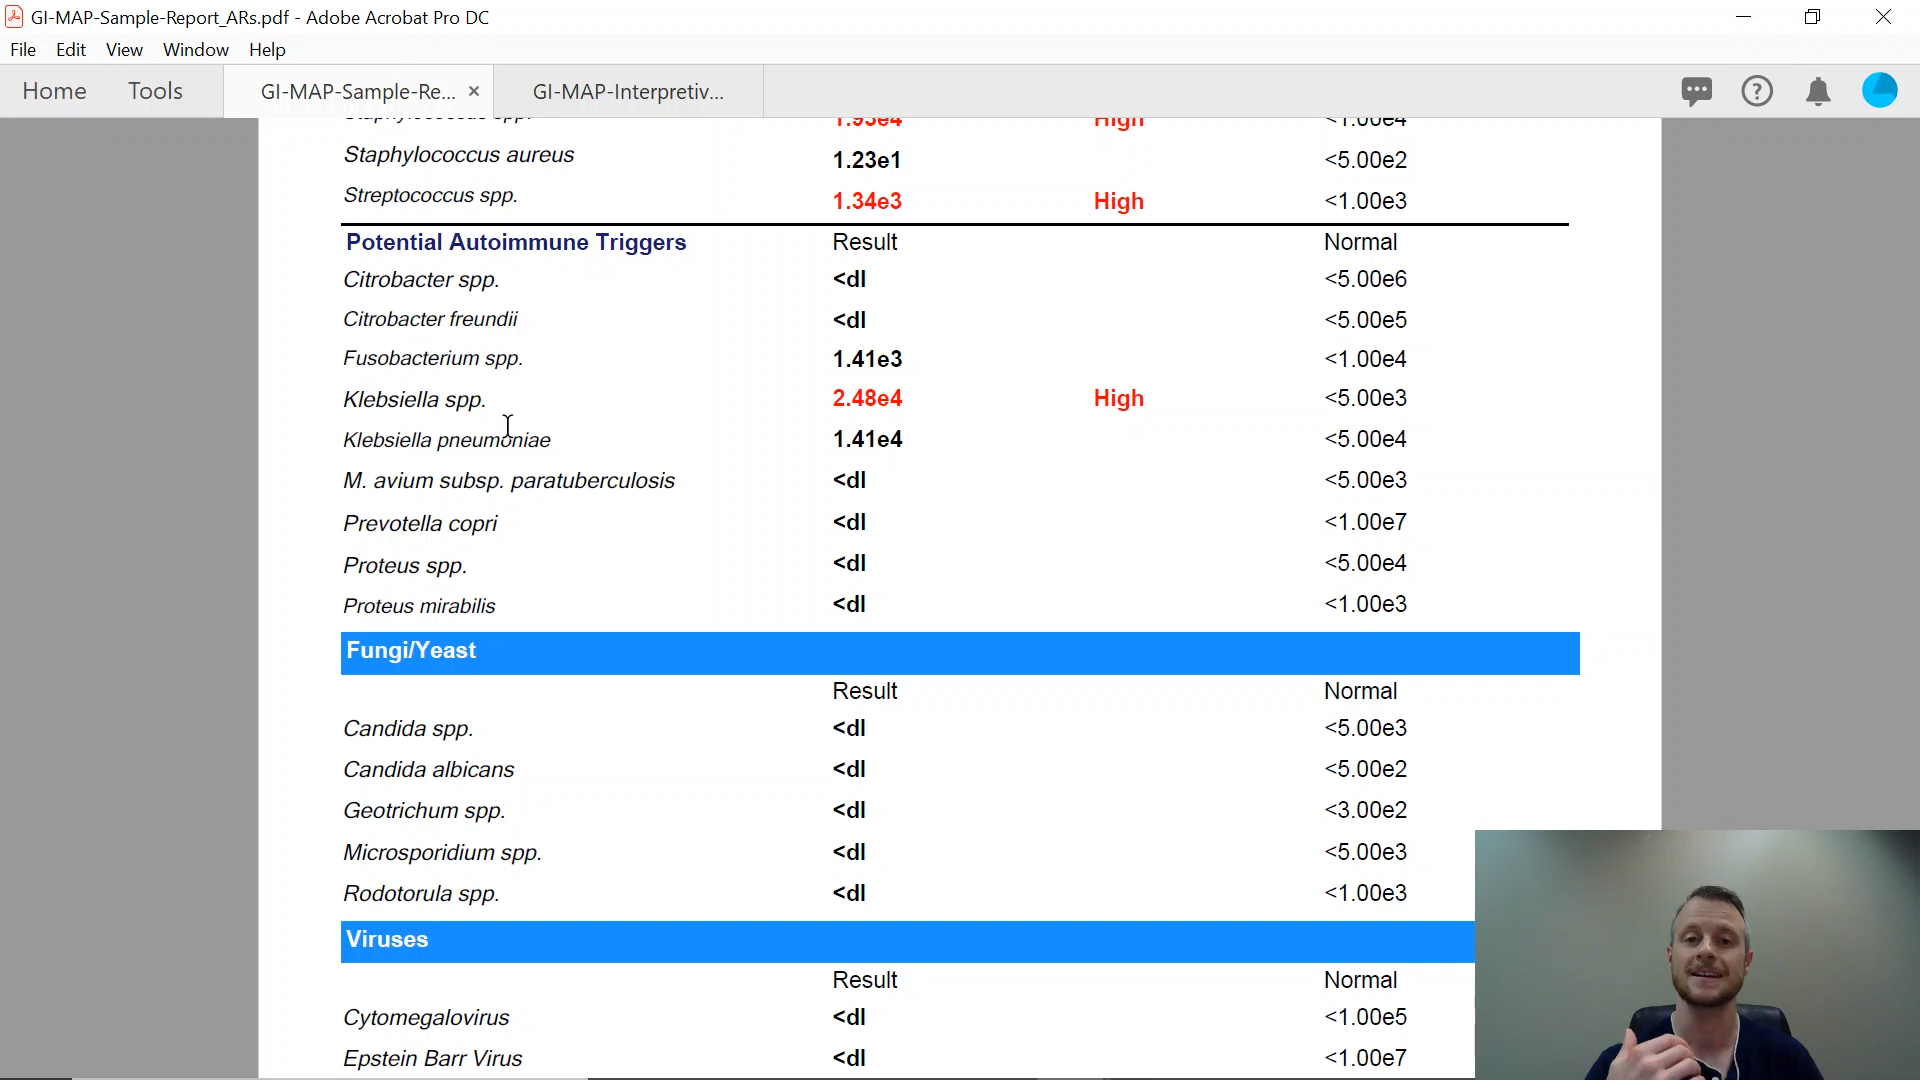 GI-MAP-Sample-Report_ARs.pdf - Adobe Acrobat Pro DC
File Edit View Window Help
Home Tools GI-MAP-Sample-Re... × GI-MAP-Interpretiv...
Staphylococcus spp. 1.93e4 High <1.00e4
Staphylococcus aureus 1.23e1 <5.00e2
Streptococcus spp. 1.34e3 High <1.00e3
Potential Autoimmune Triggers Result Normal
Citrobacter spp. <dl <5.00e6
Citrobacter freundii <dl <5.00e5
Fusobacterium spp. 1.41e3 <1.00e4
Klebsiella spp. 2.48e4 High <5.00e3
Klebsiella pneumoniae 1.41e4 <5.00e4
M. avium subsp. paratuberculosis <dl <5.00e3
Prevotella copri <dl <1.00e7
Proteus spp. <dl <5.00e4
Proteus mirabilis <dl <1.00e3
Fungi/Yeast
Result Normal
Candida spp. <dl <5.00e3
Candida albicans <dl <5.00e2
Geotrichum spp. <dl <3.00e2
Microsporidium spp. <dl <5.00e3
Rodotorula spp. <dl <1.00e3
Viruses
Result Normal
Cytomegalovirus <dl <1.00e5
Epstein Barr Virus <dl <1.00e7